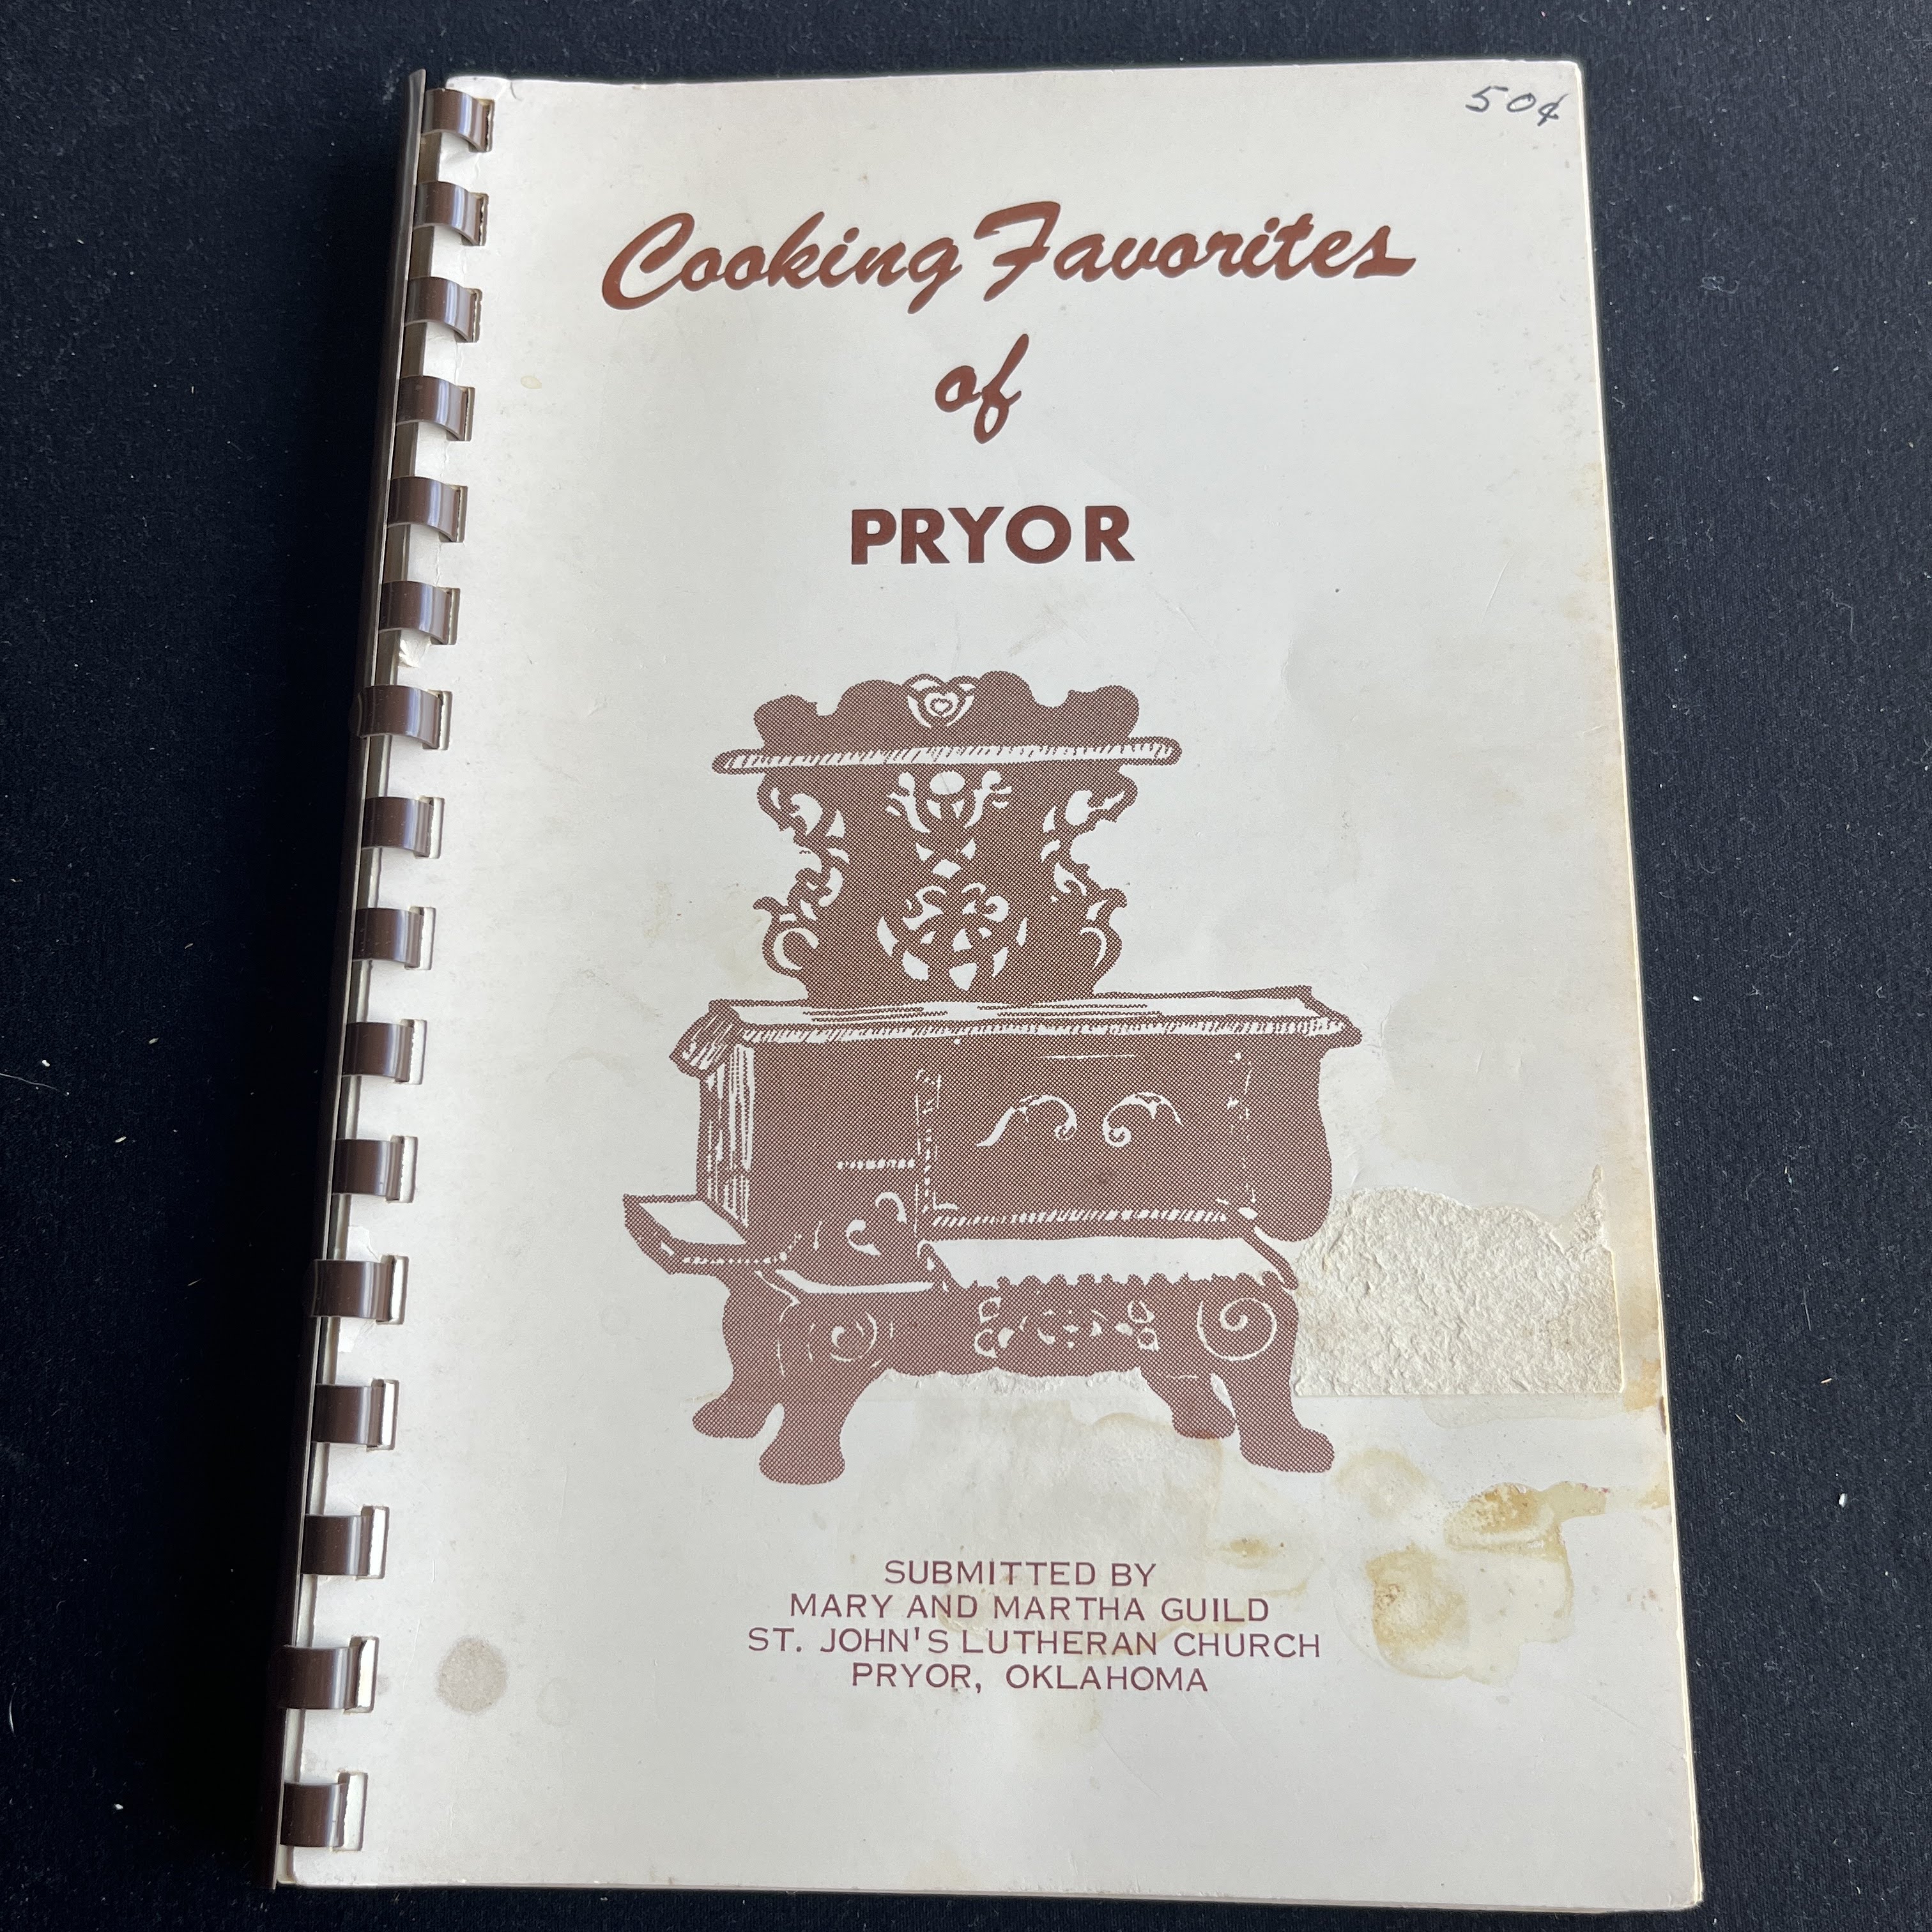 50¢
Cooking Favorites
of
PRYOR
SUBMITTED BY
MARY AND MARTHA GUILD
ST. JOHN'S LUTHERAN CHURCH
PRYOR, OKLAHOMA